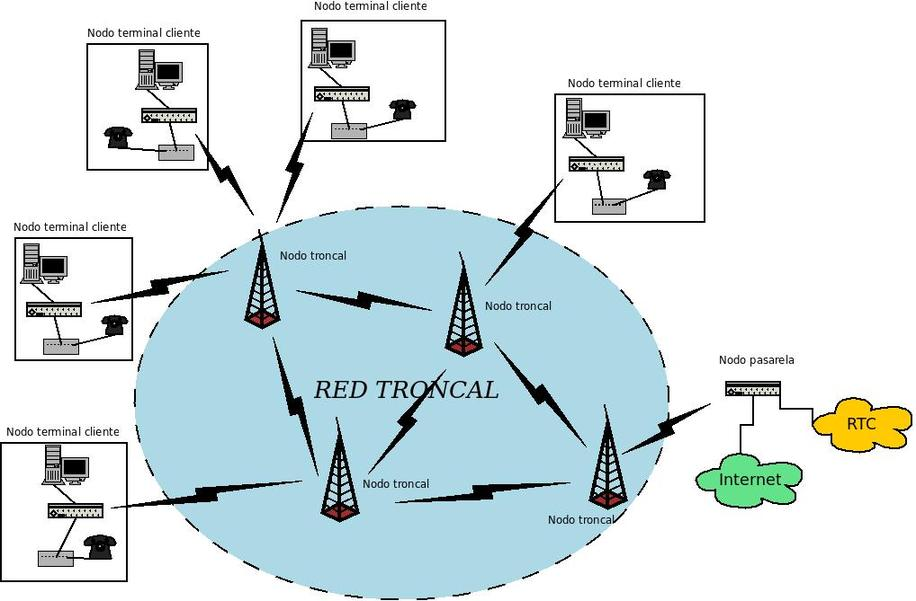 Nodo terminal cliente
Nodo terminal cliente
Nodo terminal cliente
Nodo terminal cliente
Nodo troncal
Nodo troncal
Nodo pasarela
RED TRONCAL
RTC
Nodo terminal cliente
Nodo troncal
Internet
Nodo troncal